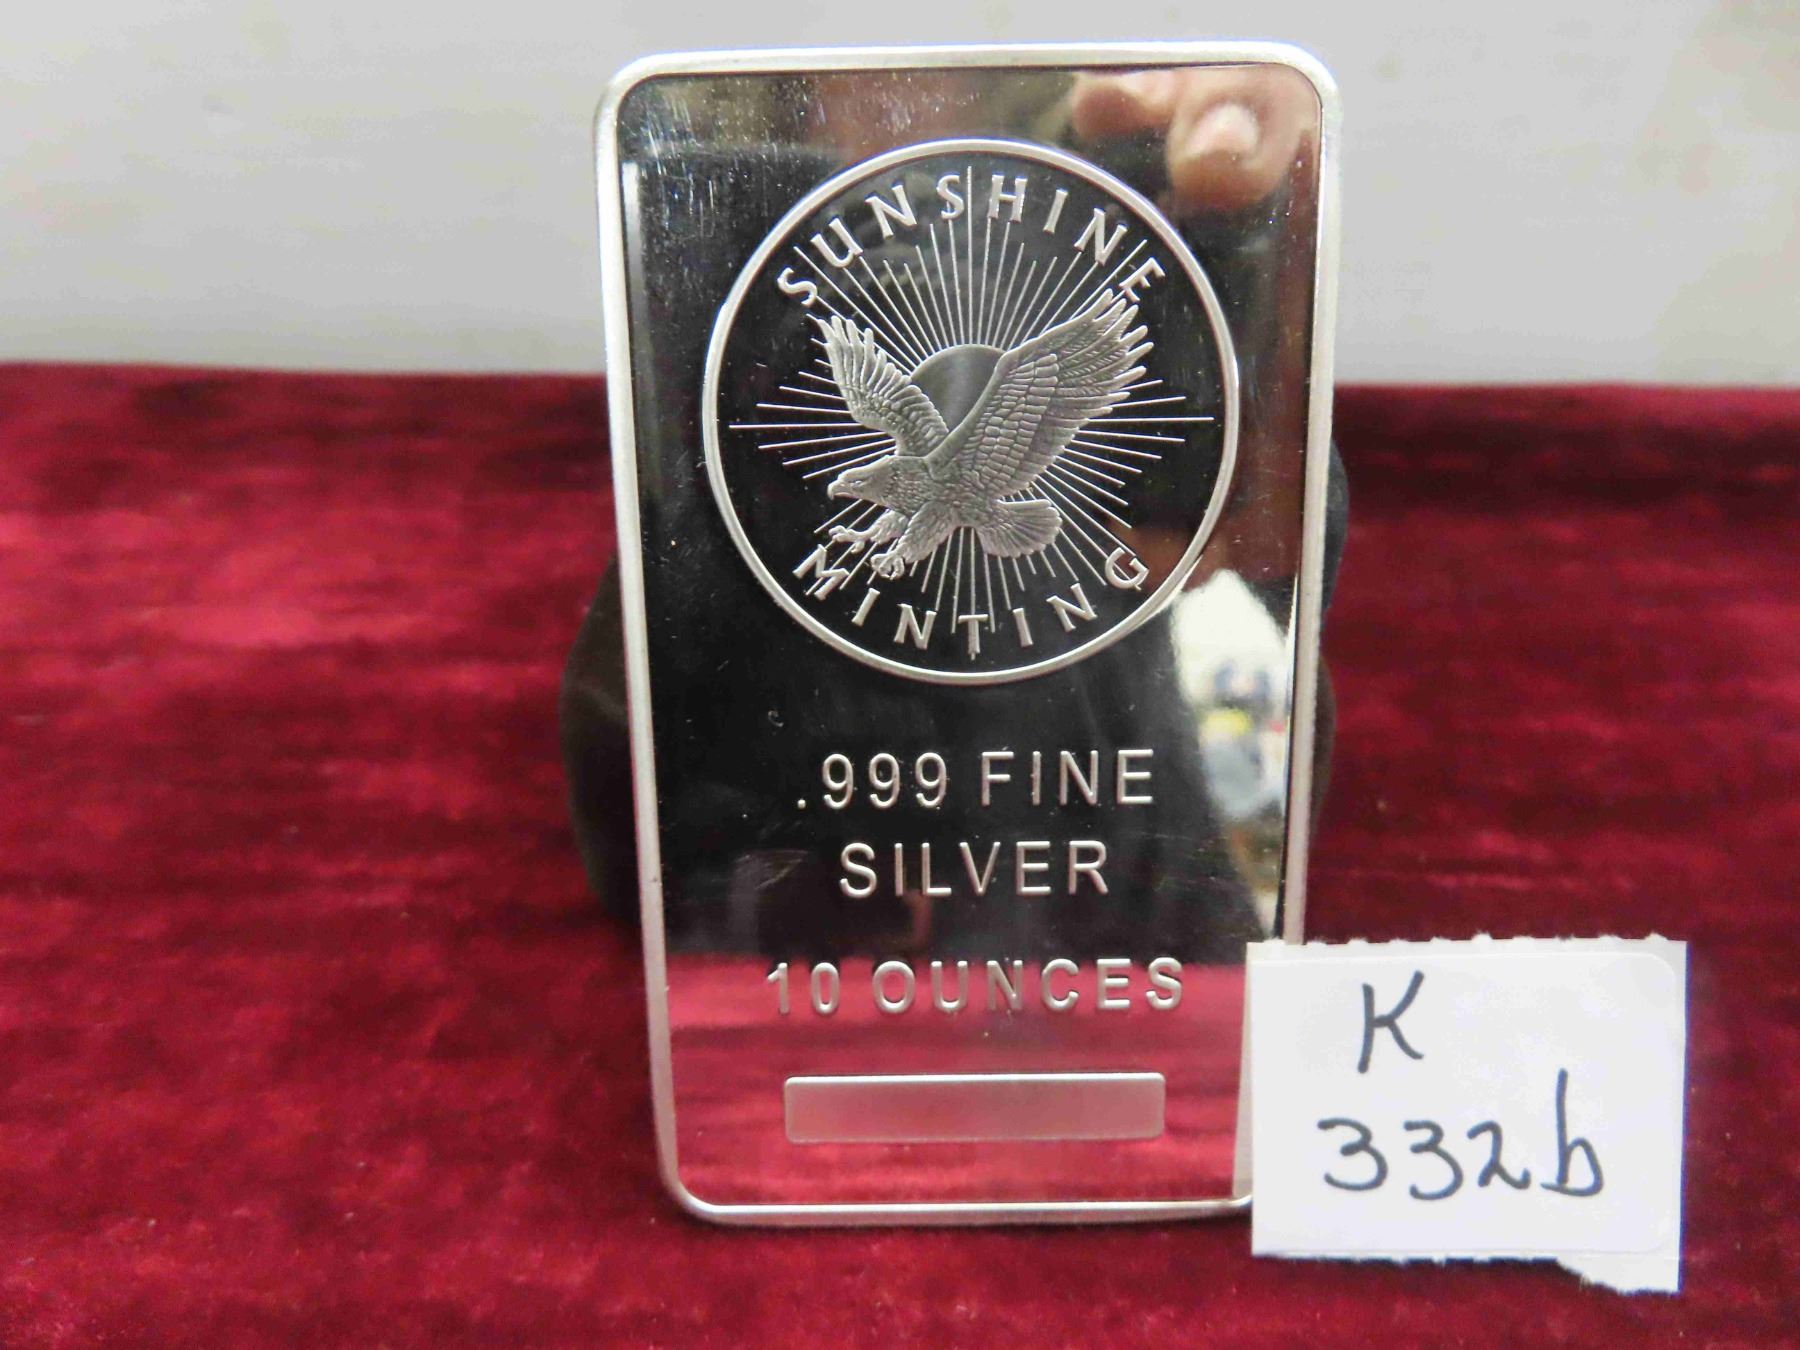 SUNSHINE
MINTING
.999 FINE
SILVER
10 OUNCES
K
332b